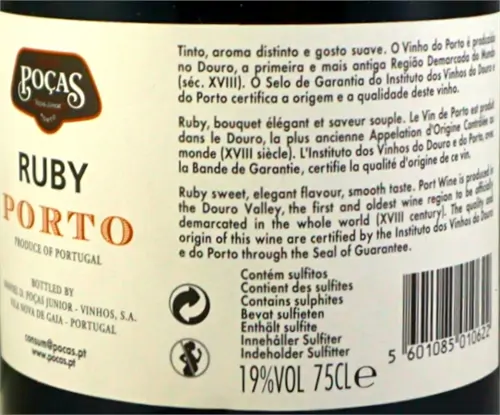 POÇAS
RUBY
PORTO
PRODUCE OF PORTUGAL
BOTTLED BY
MANOEL D. POÇAS JUNIOR - VINHOS, S.A.
VILA NOVA DE GAIA - PORTUGAL
consum@pocas.pt
www.pocas.pt
Tinto, aroma distinto e gosto suave. O Vinho do Porto é produzido
no Douro, a primeira e mais antiga Região Demarcada do Mundo
(séc. XVIII). O Selo de Garantia do Instituto dos Vinhos do Douro e
do Porto certifica a origem e a qualidade deste vinho.
Ruby, bouquet élégant et saveur souple. Le Vin de Porto est produit
dans le Douro, la plus ancienne Appelation d'Origine Contrôlée au
monde (XVIII siècle). L'Instituto dos Vinhos do Douro e do Porto, avec
la Bande de Garantie, certifie la qualité d'origine de ce vin.
Ruby sweet, elegant flavour, smooth taste. Port Wine is produced in
the Douro Valley, the first and oldest wine region to be officially
demarcated in the whole world (XVIII century). The quality and
origin of this wine are certified by the Instituto dos Vinhos do Douro
e do Porto through the Seal of Guarantee.
Contém sulfitos
Contient des sulfites
Contains sulphites
Bevat sulfieten
Enthält sulfite
Innehåller Sulfiter
Indeholder Sulfitter
19%VOL 75CLe
5 601085 010622